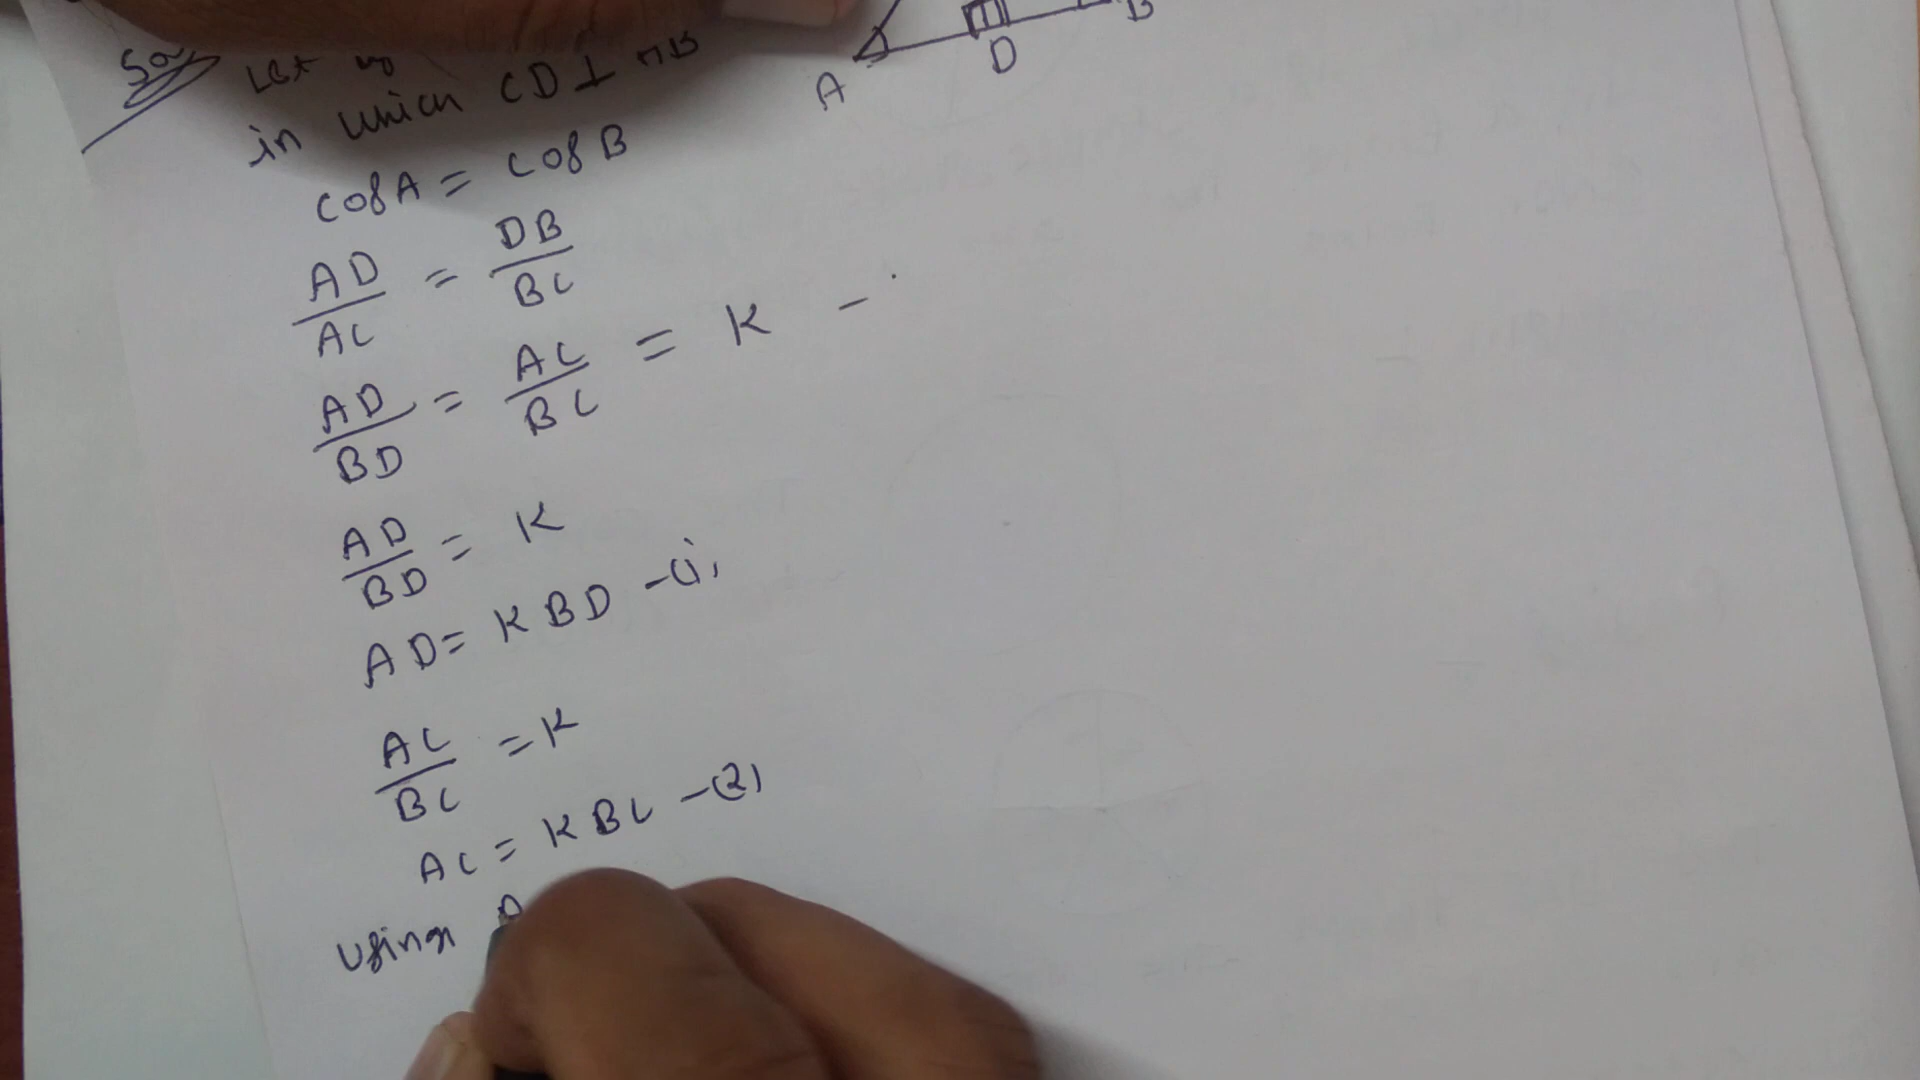 Let us
in which CD ⊥ AB
cos A = cos B
AD/AC = DB/BC
AD/BD = AC/BC = K -
AD/BD = K
AD = K BD -(1)
AC/BC = K
AC = K BC -(2)
using
A
D
B